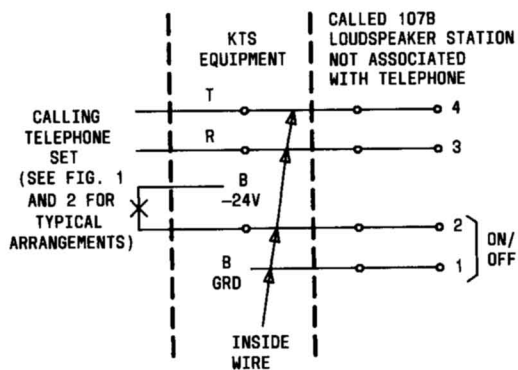 KTS
EQUIPMENT
CALLED 107B
LOUDSPEAKER STATION
NOT ASSOCIATED
WITH TELEPHONE
CALLING
TELEPHONE
SET
(SEE FIG. 1
AND 2 FOR
TYPICAL
ARRANGEMENTS)
T
4
R
3
B
-24V
2
B
GRD
1
ON/
OFF
INSIDE
WIRE